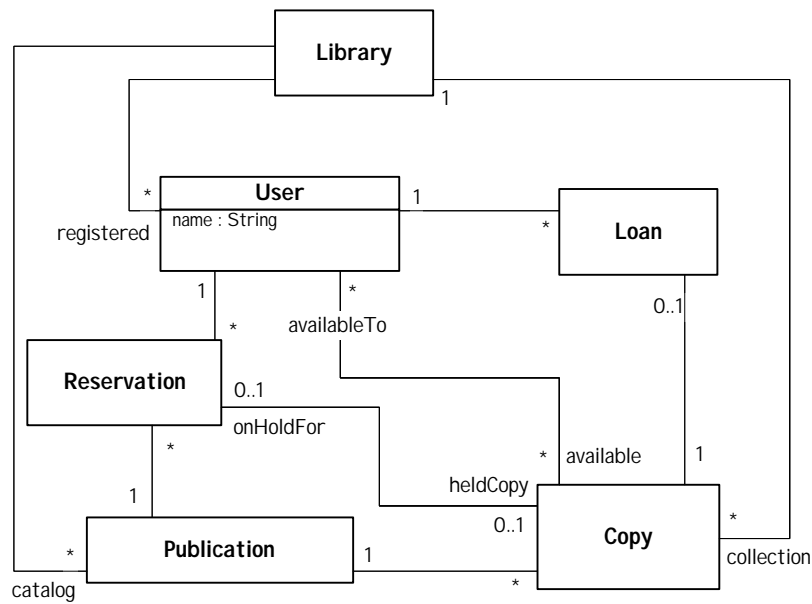 Library
1
*
User
1
registered
name : String
*
Loan
1
*
0..1
*
availableTo
Reservation
0..1
onHoldFor
*
*
available
1
heldCopy
1
0..1
Copy
*
*
Publication
1
collection
catalog
*